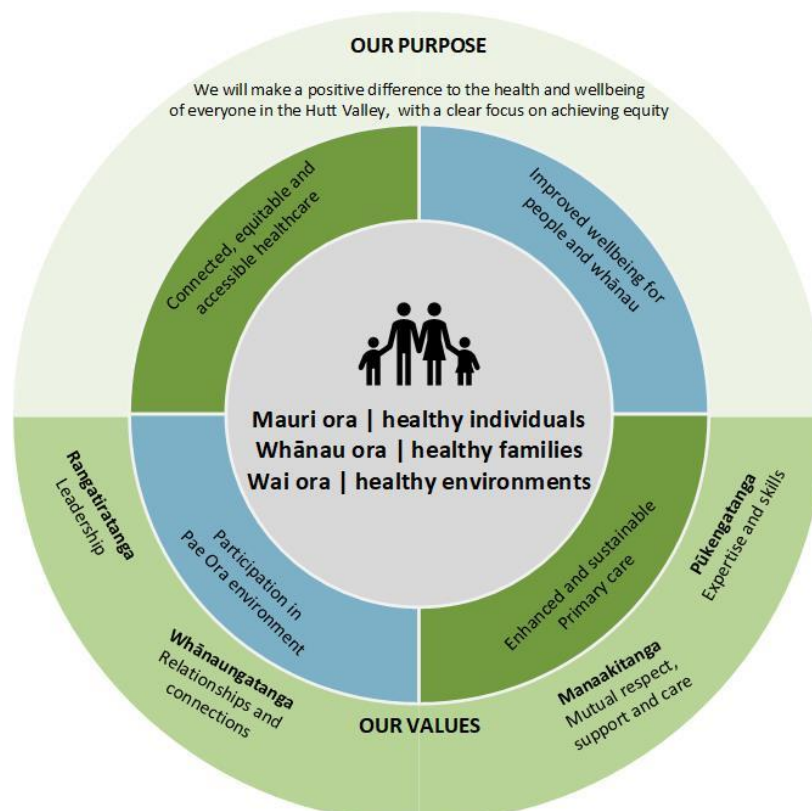 OUR PURPOSE
We will make a positive difference to the health and wellbeing
of everyone in the Hutt Valley, with a clear focus on achieving equity
Connected, equitable and
accessible healthcare
Improved wellbeing for
people and whānau
Mauri ora | healthy individuals
Whānau ora | healthy families
Wai ora | healthy environments
Participation in
Pae Ora environment
Enhanced and sustainable
Primary care
Rangatiratanga
Leadership
Whānaungatanga
Relationships and
connections
OUR VALUES
Manaakitanga
Mutual respect,
support and care
Pūkengatanga
Expertise and skills